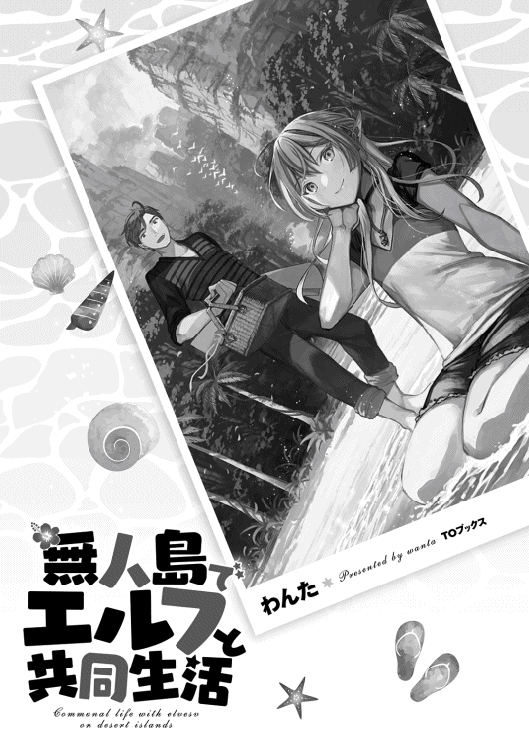 無人島で
エルフと
共同生活
Commonal life with elvesv
or desert islands
わんた
Presented by wanta
TOブックス